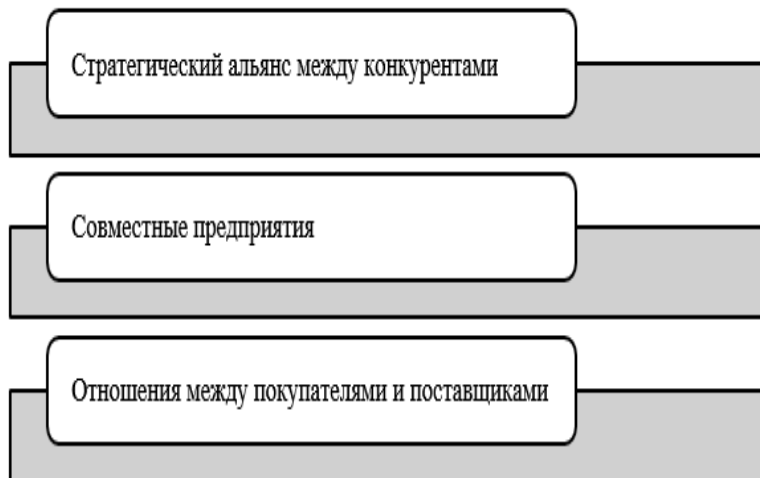 Стратегический альянс между конкурентами
Совместные предприятия
Отношения между покупателями и поставщиками